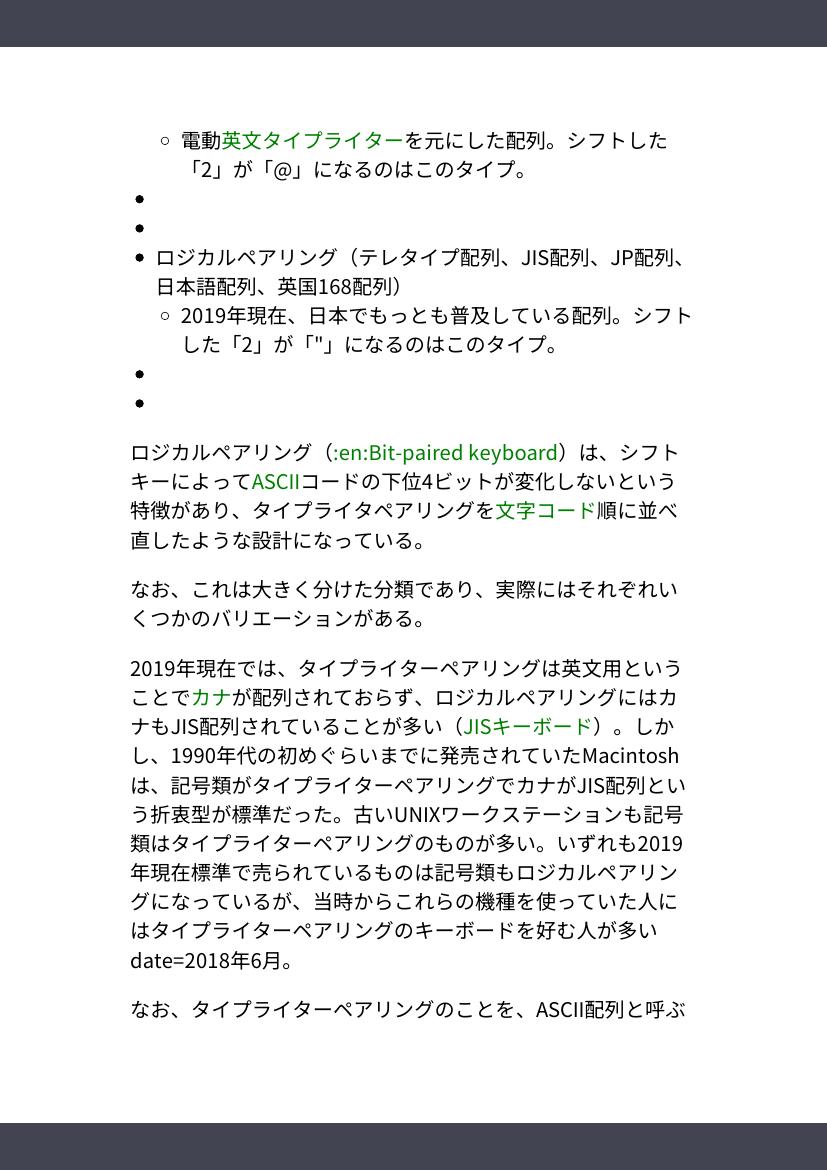 電動英文タイプライターを元にした配列。シフトした
「2」が「@」になるのはこのタイプ。
ロジカルペアリング（テレタイプ配列、JIS配列、JP配列、
日本語配列、英国168配列）
2019年現在、日本でもっとも普及している配列。シフト
した「2」が「"」になるのはこのタイプ。
ロジカルペアリング（:en:Bit-paired keyboard）は、シフト
キーによってASCIIコードの下位4ビットが変化しないという
特徴があり、タイプライタペアリングを文字コード順に並べ
直したような設計になっている。
なお、これは大きく分けた分類であり、実際にはそれぞれい
くつかのバリエーションがある。
2019年現在では、タイプライターペアリングは英文用という
ことでカナが配列されておらず、ロジカルペアリングにはカ
ナもJIS配列されていることが多い（JISキーボード）。しか
し、1990年代の初めぐらいまでに発売されていたMacintosh
は、記号類がタイプライターペアリングでカナがJIS配列とい
う折衷型が標準だった。古いUNIXワークステーションも記号
類はタイプライターペアリングのものが多い。いずれも2019
年現在標準で売られているものは記号類もロジカルペアリン
グになっているが、当時からこれらの機種を使っていた人に
はタイプライターペアリングのキーボードを好む人が多い
date=2018年6月。
なお、タイプライターペアリングのことを、ASCII配列と呼ぶ